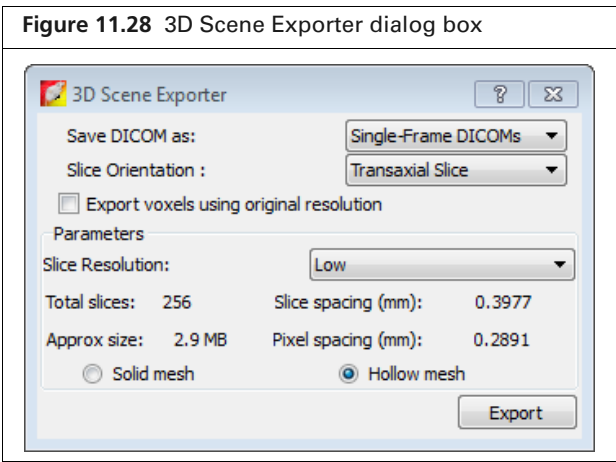 Figure 11.28 3D Scene Exporter dialog box
3D Scene Exporter
Save DICOM as: Single-Frame DICOMs
Slice Orientation : Transaxial Slice
Export voxels using original resolution
Parameters
Slice Resolution: Low
Total slices: 256 Slice spacing (mm): 0.3977
Approx size: 2.9 MB Pixel spacing (mm): 0.2891
Solid mesh Hollow mesh
Export